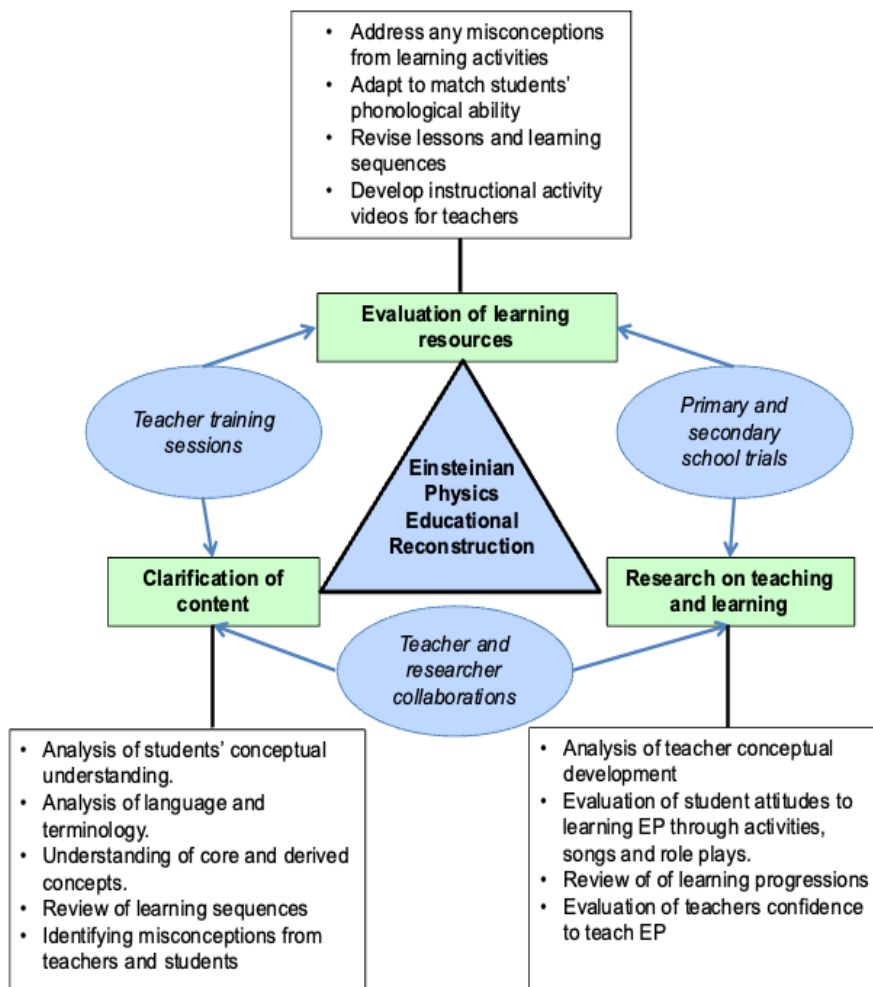 • Address any misconceptions
from learning activities
• Adapt to match students'
phonological ability
• Revise lessons and learning
sequences
• Develop instructional activity
videos for teachers
Evaluation of learning
resources
Teacher training
sessions
Primary and
secondary
school trials
Einsteinian
Physics
Educational
Reconstruction
Clarification of
content
Research on teaching
and learning
Teacher and
researcher
collaborations
• Analysis of students' conceptual
understanding.
• Analysis of language and
terminology.
• Understanding of core and derived
concepts.
• Review of learning sequences
• Identifying misconceptions from
teachers and students
• Analysis of teacher conceptual
development
• Evaluation of student attitudes to
learning EP through activities,
songs and role plays.
• Review of of learning progressions
• Evaluation of teachers confidence
to teach EP